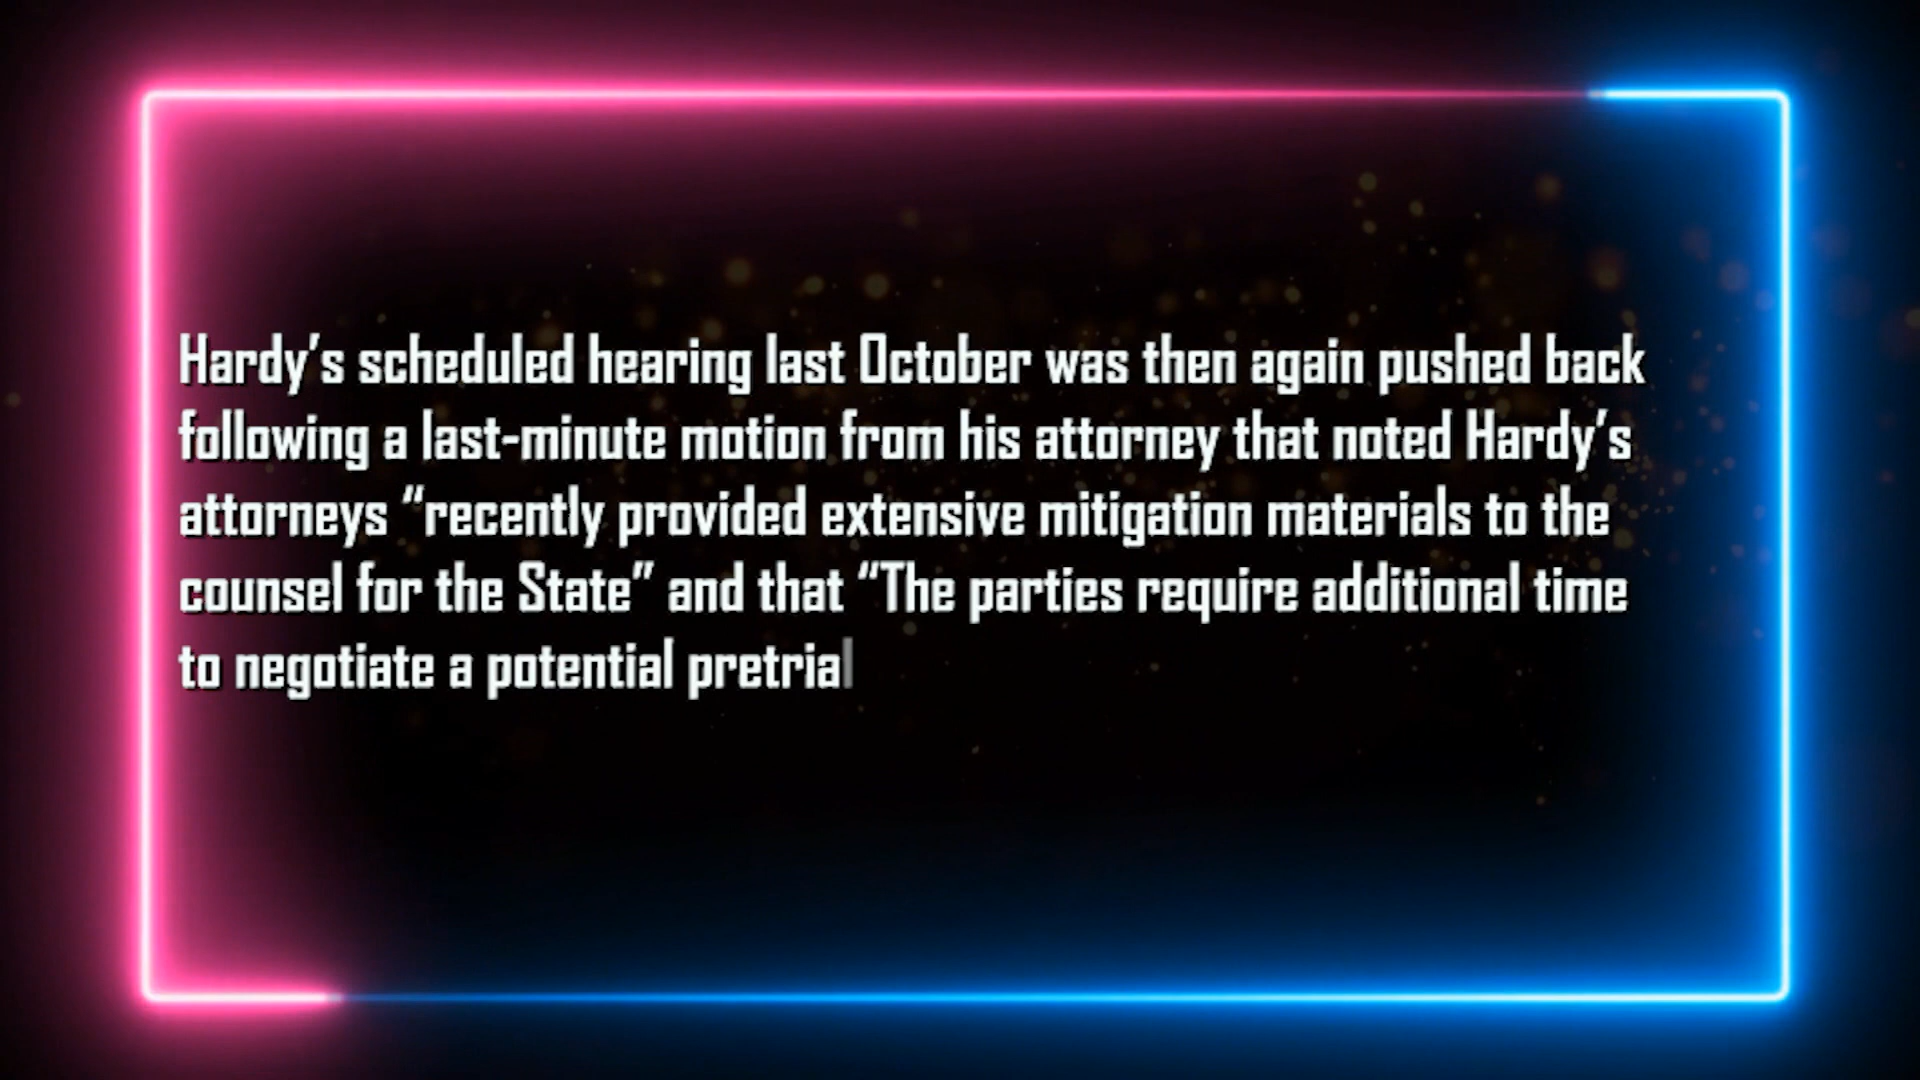 Hardy’s scheduled hearing last October was then again pushed back
following a last-minute motion from his attorney that noted Hardy’s
attorneys “recently provided extensive mitigation materials to the
counsel for the State” and that “The parties require additional time
to negotiate a potential pretrial